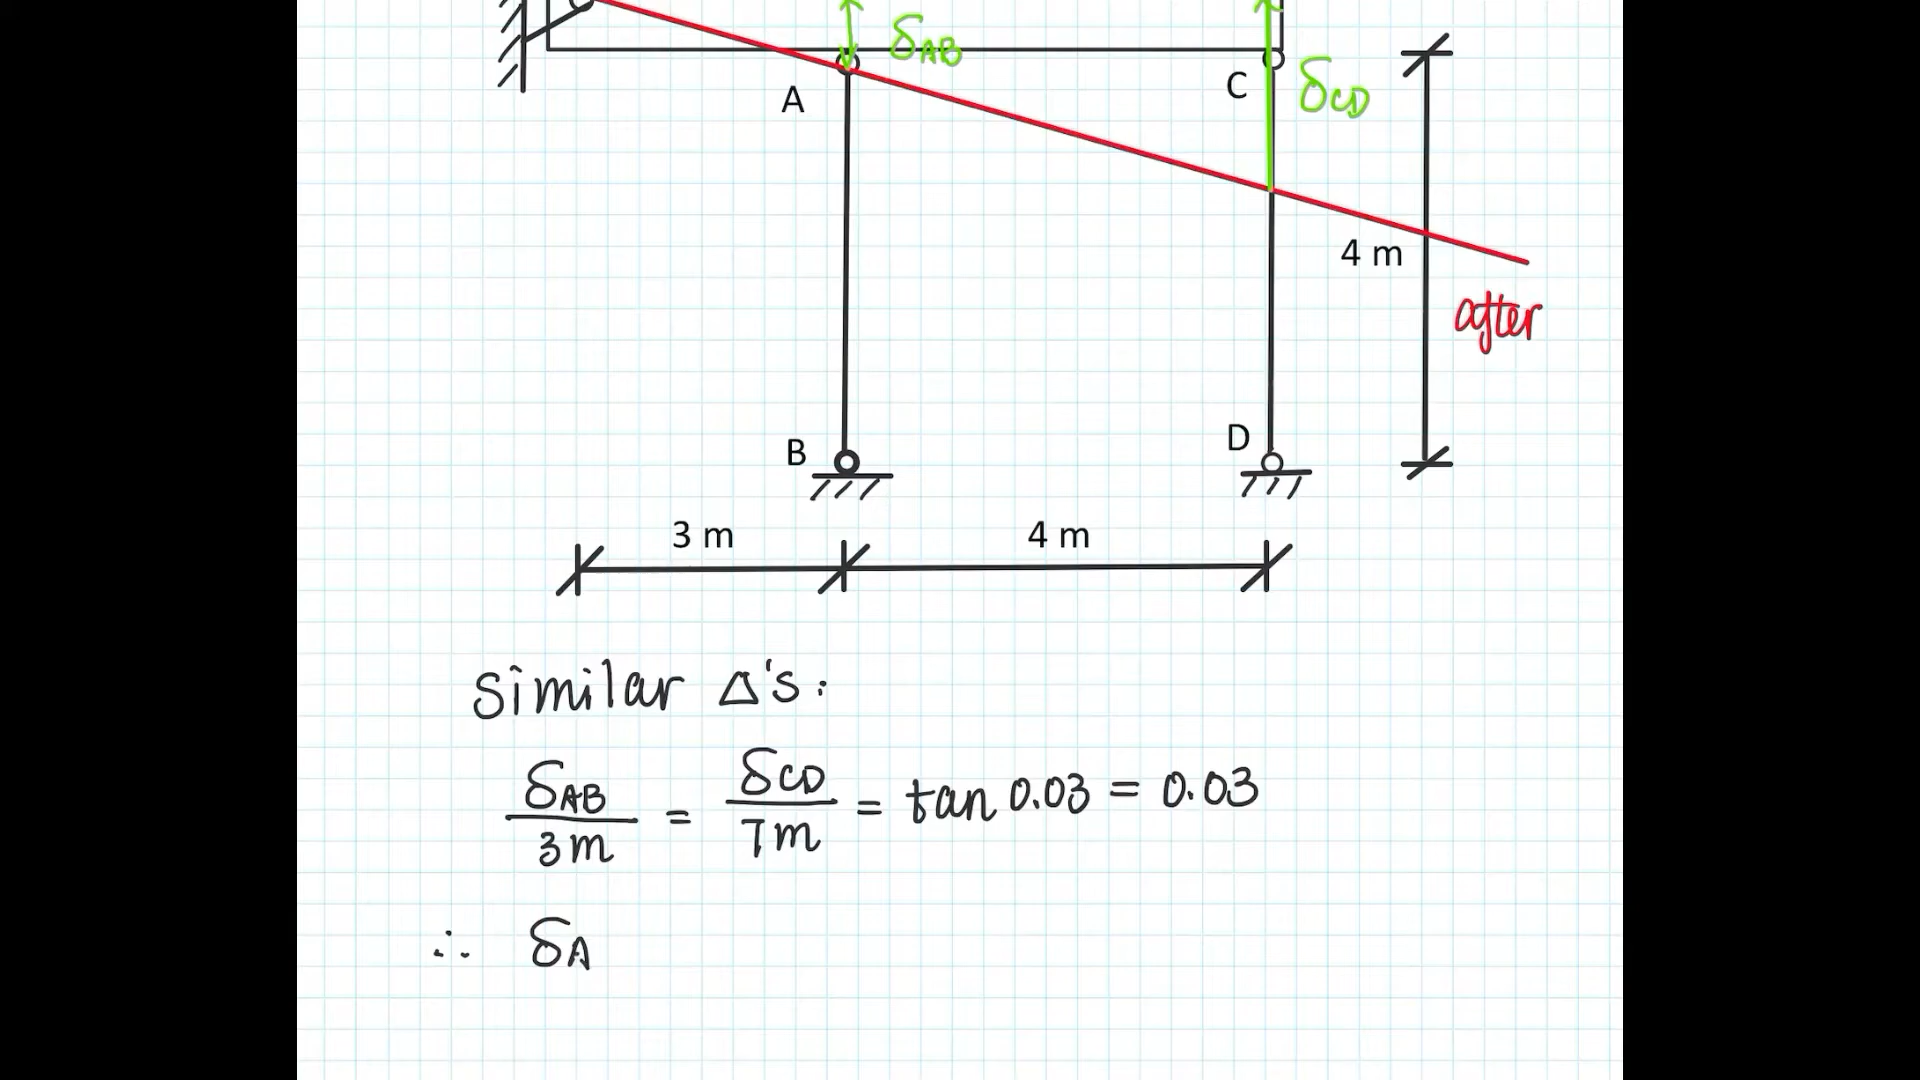 δAB
A
C
δCD
4 m
after
B
D
3 m
4 m
Similar Δ's:
δAB/3m = δCD/7m = tan 0.03 = 0.03
∴ δA